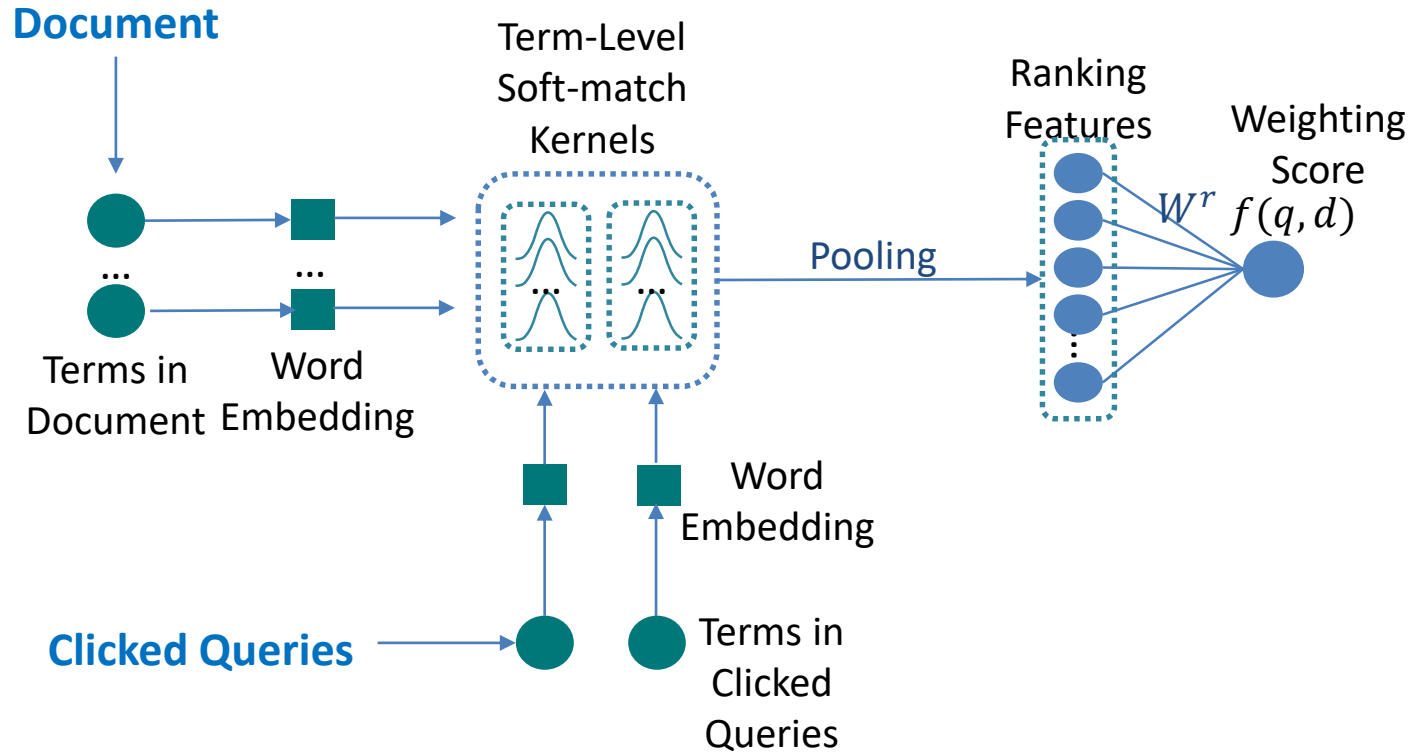 Document
Term-Level
Soft-match
Kernels
Ranking
Features
Weighting
Score
W^r
f(q, d)
...
...
...
...
Pooling
...
Terms in
Document
Word
Embedding
Word
Embedding
Clicked Queries
Terms in
Clicked
Queries